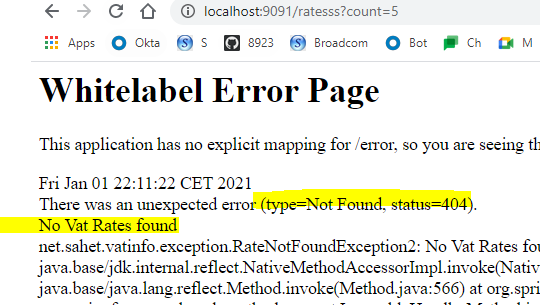 localhost:9091/ratesss?count=5
Apps Okta S 8923 Broadcom Bot Ch M
Whitelabel Error Page
This application has no explicit mapping for /error, so you are seeing th
Fri Jan 01 22:11:22 CET 2021
There was an unexpected error (type=Not Found, status=404).
No Vat Rates found
net.sahet.vatinfo.exception.RateNotFoundException2: No Vat Rates fou
java.base/jdk.internal.reflect.NativeMethodAccessorImpl.invoke(Nativ
java.base/java.lang.reflect.Method.invoke(Method.java:566) at org.spri